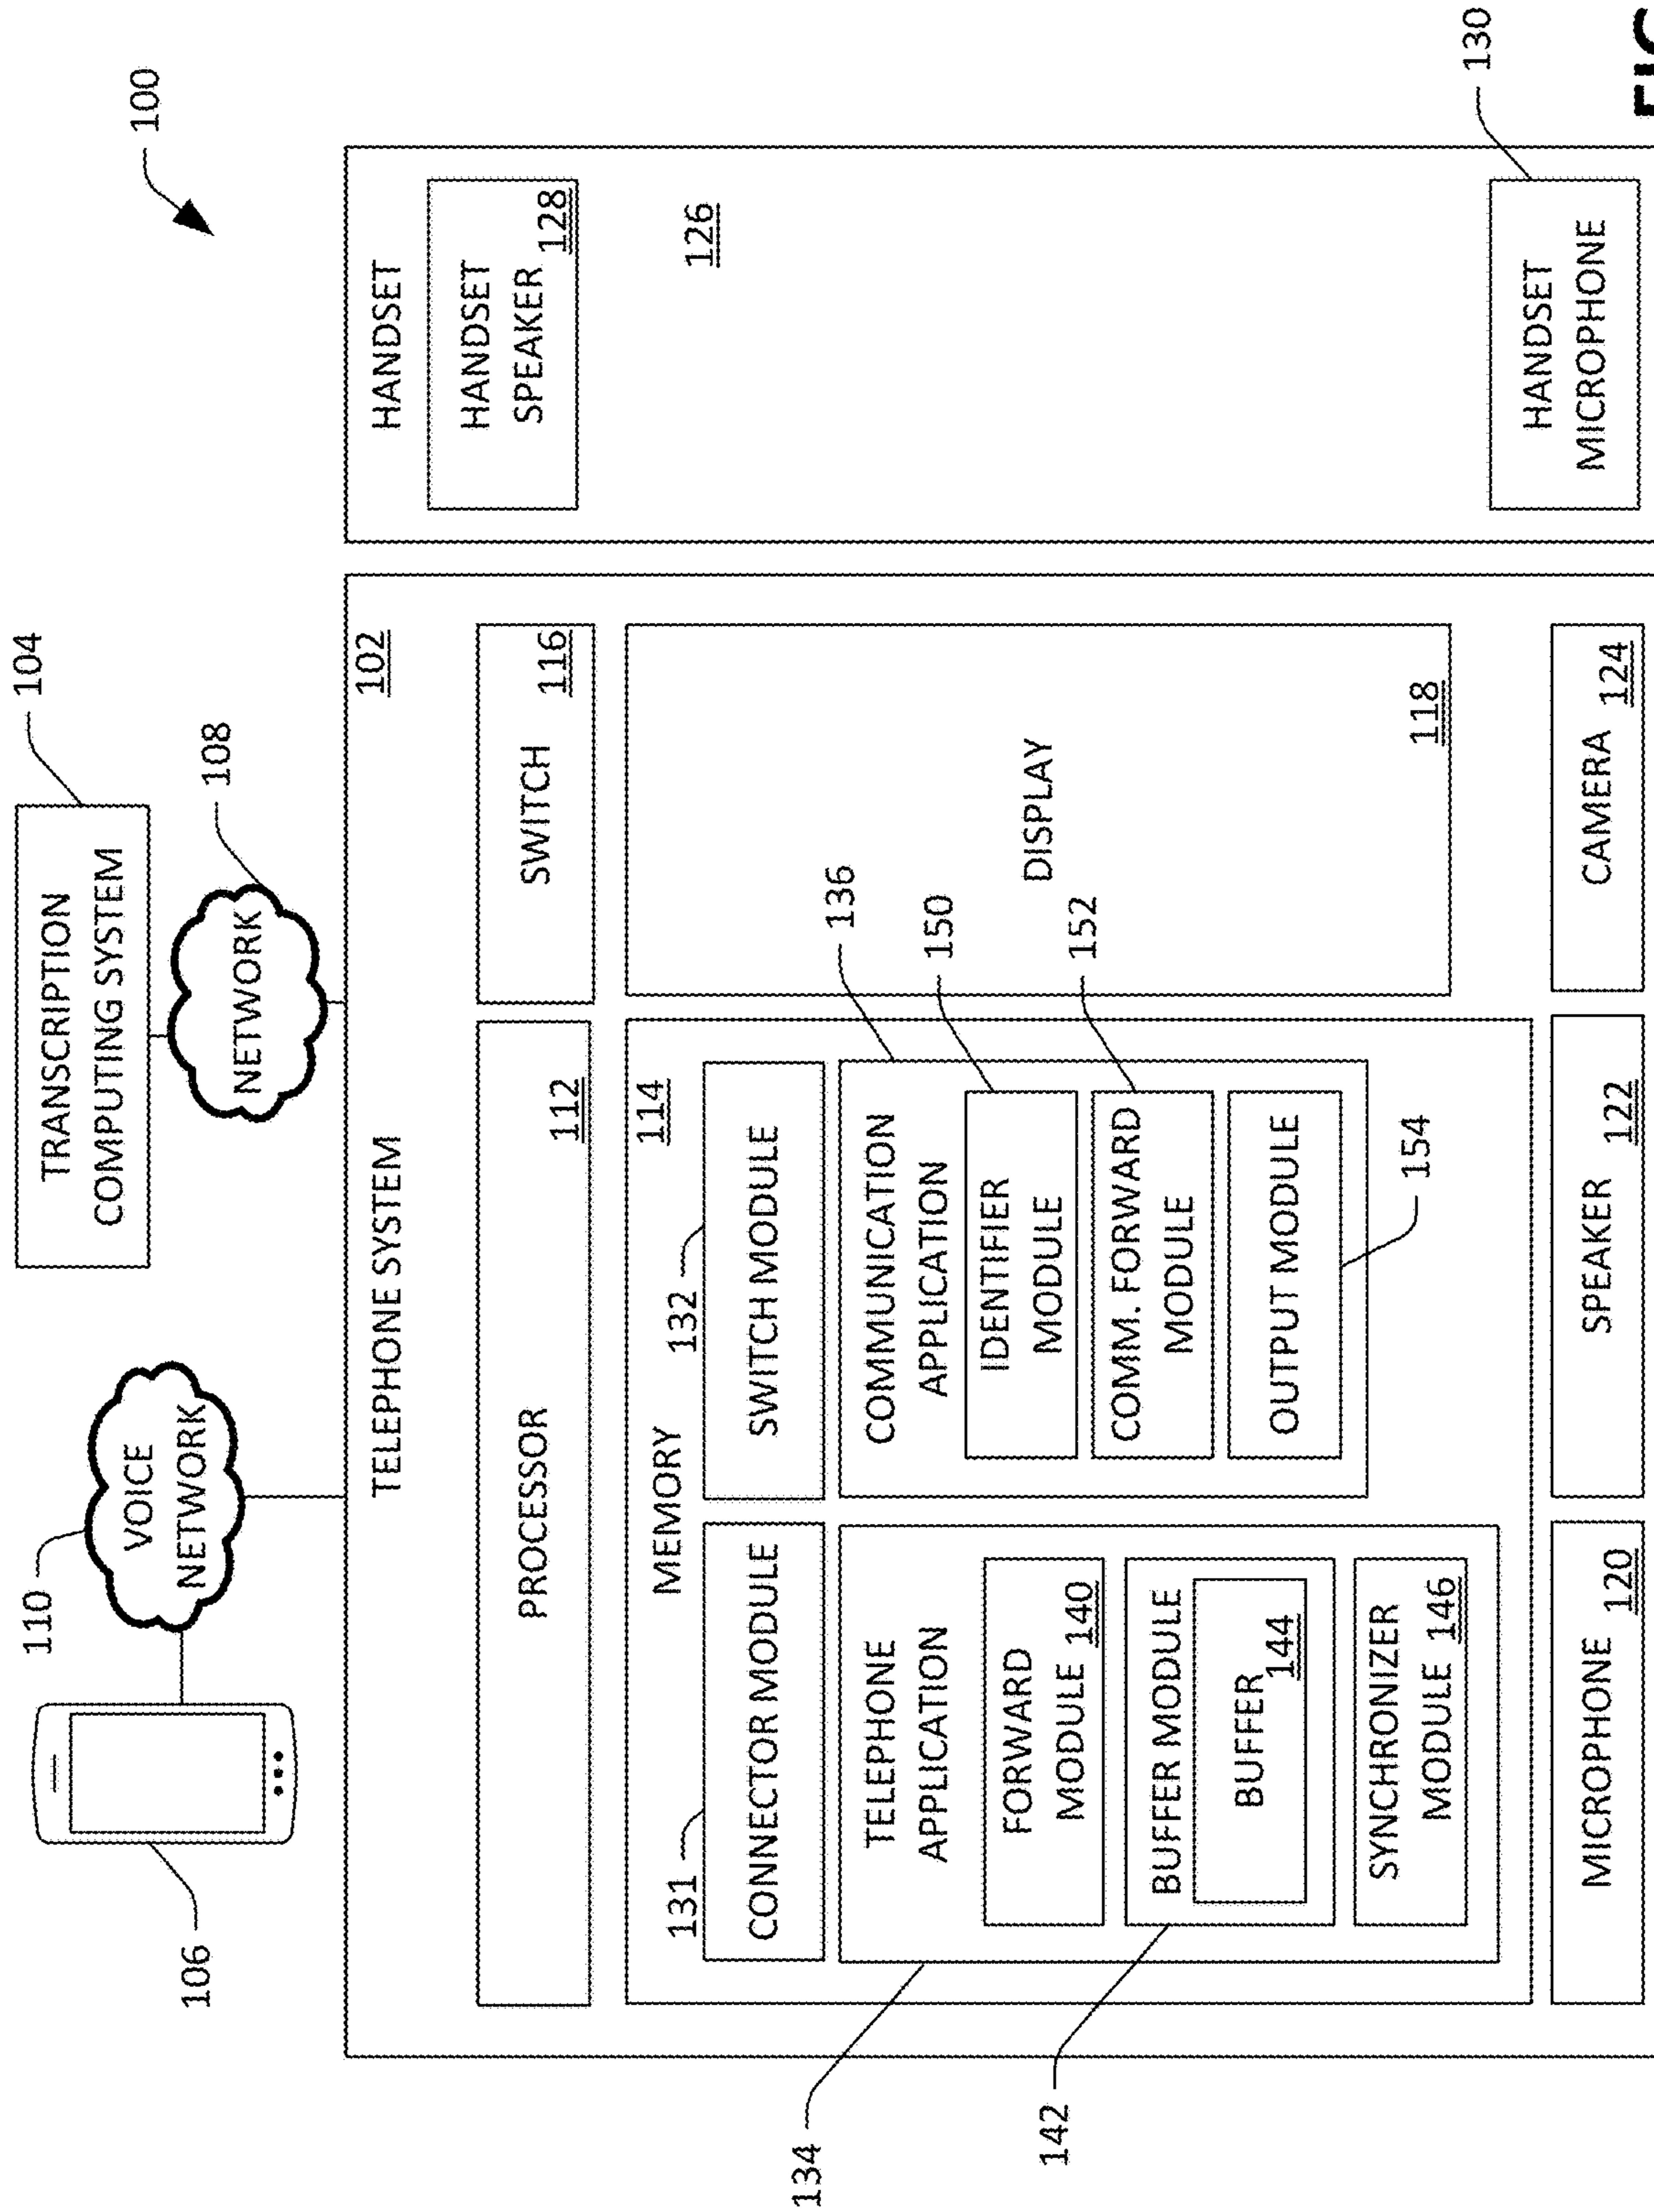 100
104
TRANSCRIPTION
COMPUTING SYSTEM
108
NETWORK
110
VOICE
NETWORK
106
TELEPHONE SYSTEM
102
PROCESSOR
112
SWITCH
116
MEMORY
114
131
CONNECTOR MODULE
132
SWITCH MODULE
134
TELEPHONE
APPLICATION
FORWARD
MODULE 140
142
BUFFER MODULE
BUFFER
144
SYNCHRONIZER
MODULE 146
136
COMMUNICATION
APPLICATION
150
IDENTIFIER
MODULE
152
COMM. FORWARD
MODULE
OUTPUT MODULE
154
DISPLAY
118
MICROPHONE
120
SPEAKER
122
CAMERA
124
HANDSET
HANDSET
SPEAKER
128
126
HANDSET
MICROPHONE
130